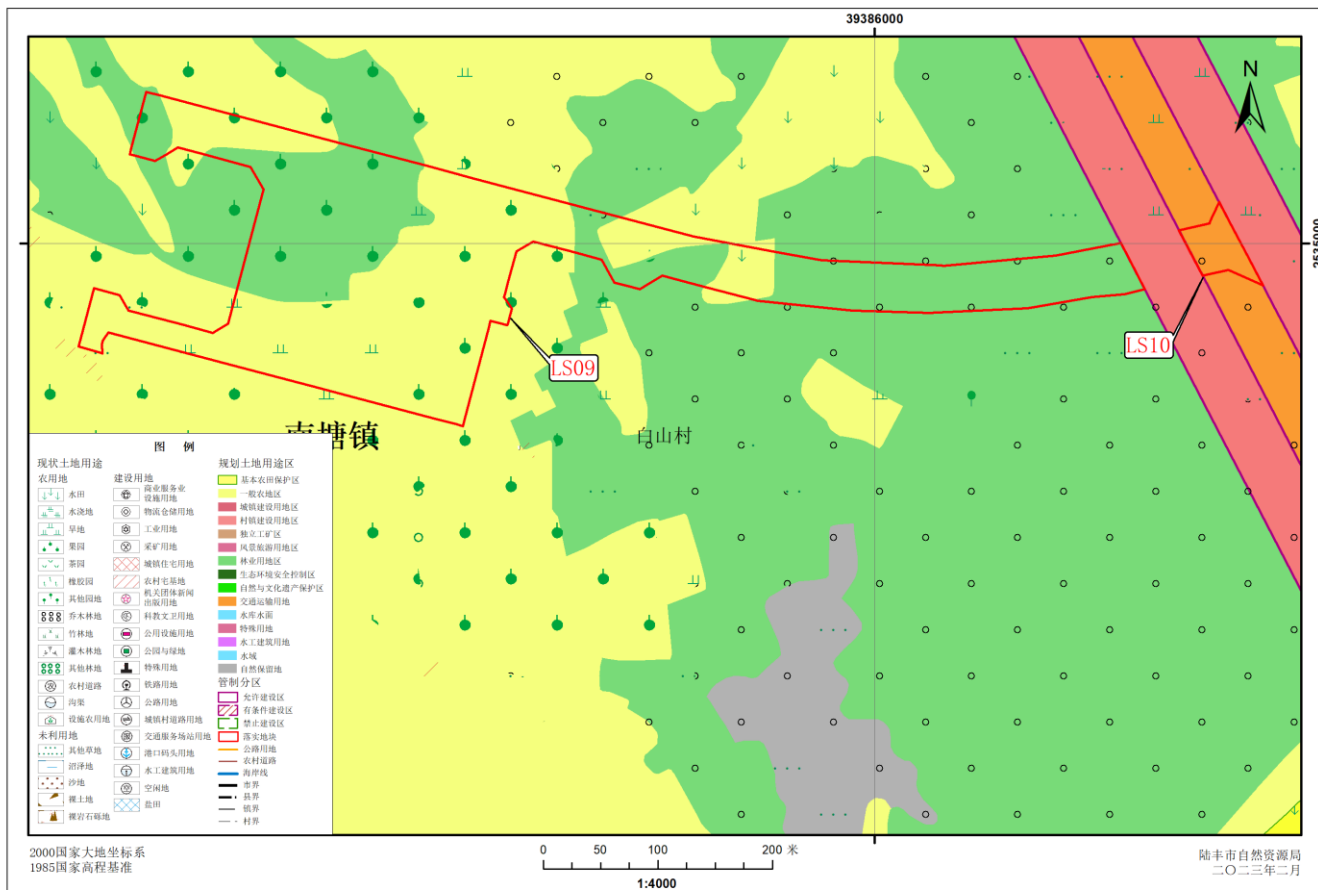 39386000
N
2535000
LS09
LS10
南塘镇
白山村
图 例
现状土地用途
农用地
水田
水浇地
旱地
果园
茶园
橡胶园
其他园地
乔木林地
竹林地
灌木林地
其他林地
农村道路
沟渠
设施农用地
未利用地
其他草地
沼泽地
沙地
裸土地
裸岩石砾地
建设用地
商业服务业
设施用地
物流仓储用地
工业用地
采矿用地
城镇住宅用地
农村宅基地
机关团体新闻
出版用地
科教文卫用地
公用设施用地
公园与绿地
特殊用地
铁路用地
公路用地
城镇村道路用地
交通服务场站用地
港口码头用地
水工建筑用地
空闲地
盐田
规划土地用途区
基本农田保护区
一般农地区
城镇建设用地区
村镇建设用地区
独立工矿区
风景旅游用地区
林业用地区
生态环境安全控制区
自然与文化遗产保护区
交通运输用地
水库水面
特殊用地
水工建筑用地
水域
自然保留地
管制分区
允许建设区
有条件建设区
禁止建设区
落实地块
公路用地
农村道路
海岸线
市界
县界
镇界
村界
2000国家大地坐标系
1985国家高程基准
0 50 100 200 米
1:4000
陆丰市自然资源局
二〇二三年二月